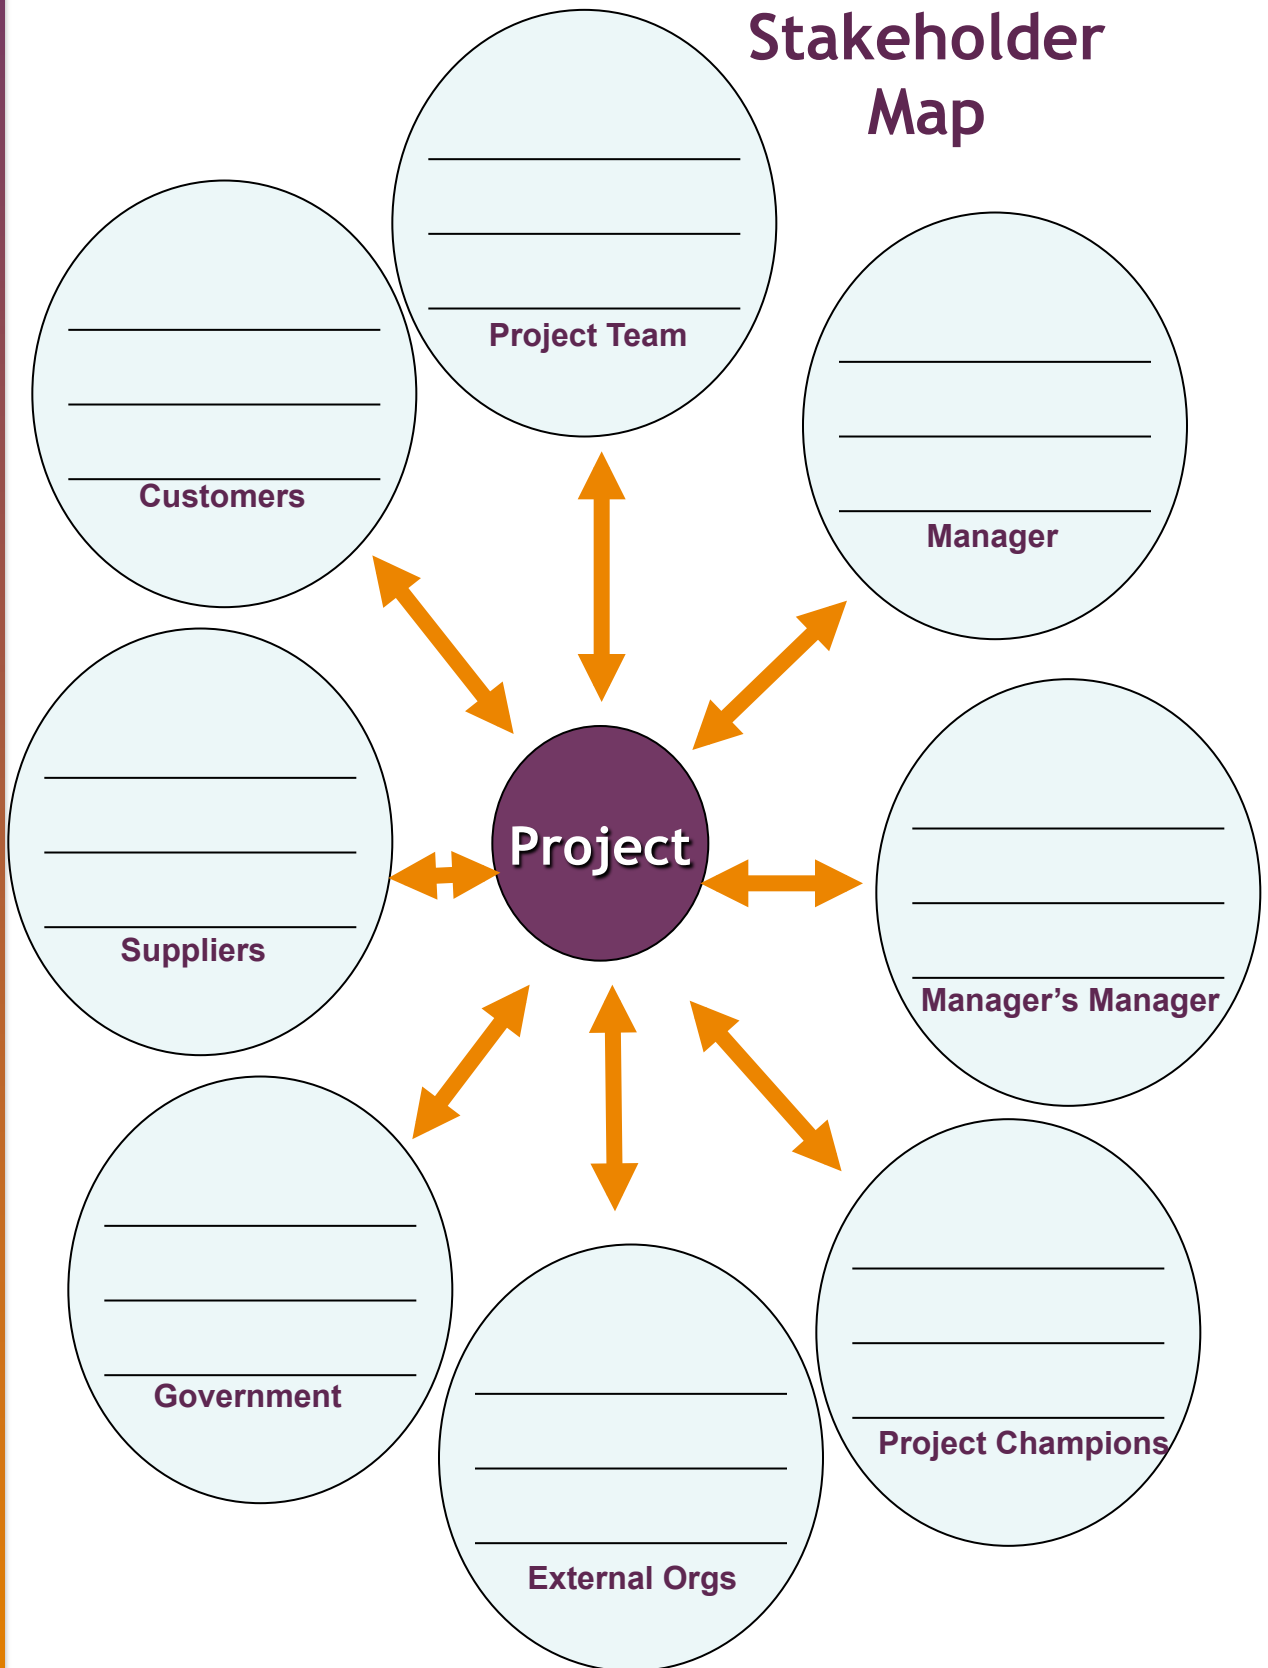 Stakeholder
Map
Project Team
Customers
Manager
Project
Suppliers
Manager’s Manager
Government
Project Champions
External Orgs